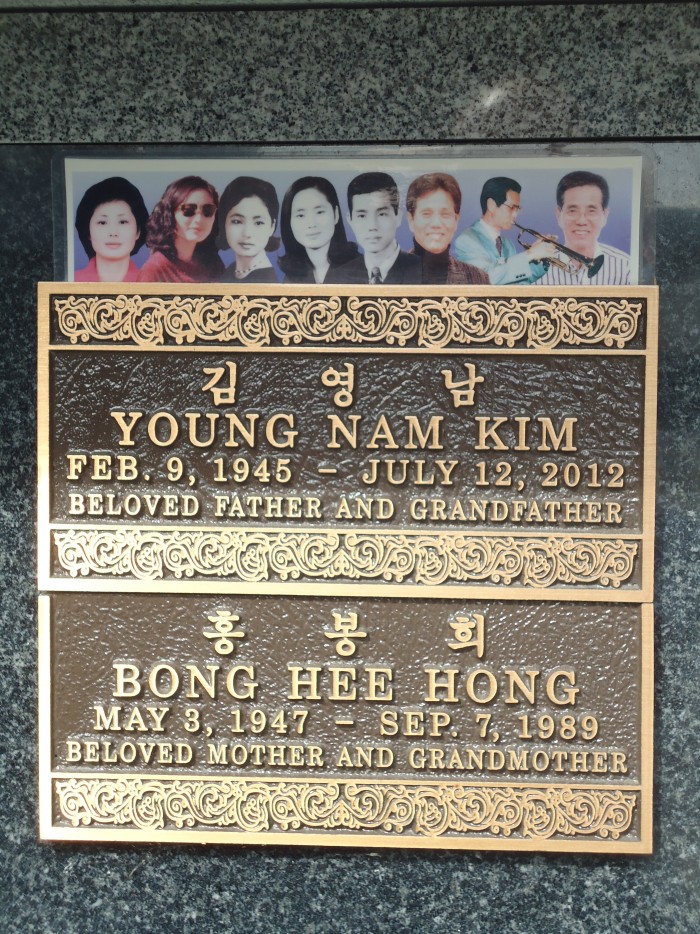 김 영 남
YOUNG NAM KIM
FEB. 9, 1945 – JULY 12, 2012
BELOVED FATHER AND GRANDFATHER
홍 봉 희
BONG HEE HONG
MAY 3, 1947 – SEP. 7, 1989
BELOVED MOTHER AND GRANDMOTHER